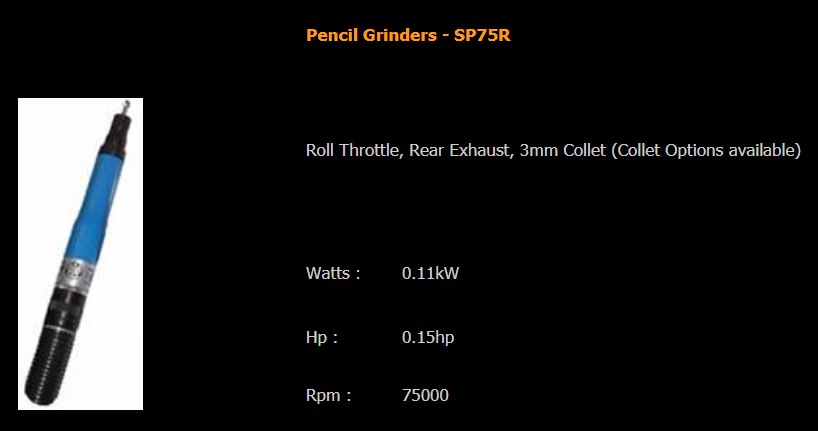 Pencil Grinders - SP75R
Roll Throttle, Rear Exhaust, 3mm Collet (Collet Options available)
Watts : 0.11kW
Hp : 0.15hp
Rpm : 75000